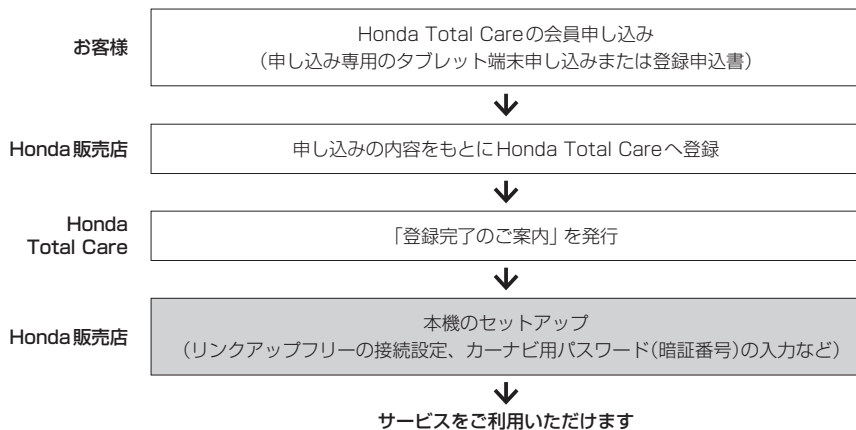 お客様
Honda Total Careの会員申し込み
(申し込み専用のタブレット端末申し込みまたは登録申込書)
Honda販売店
申し込みの内容をもとにHonda Total Careへ登録
Honda
Total Care
「登録完了のご案内」を発行
Honda販売店
本機のセットアップ
(リンクアップフリーの接続設定、カーナビ用パスワード(暗証番号)の入力など)
サービスをご利用いただけます